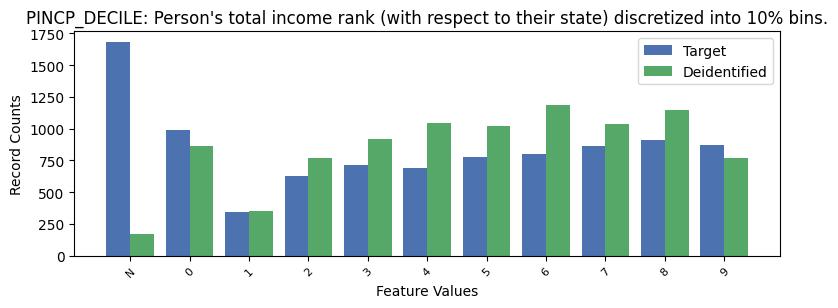 PINCP_DECILE: Person's total income rank (with respect to their state) discretized into 10% bins.
1750
1500
1250
1000
750
500
250
0
Record Counts
Target
Deidentified
N 0 1 2 3 4 5 6 7 8 9
Feature Values